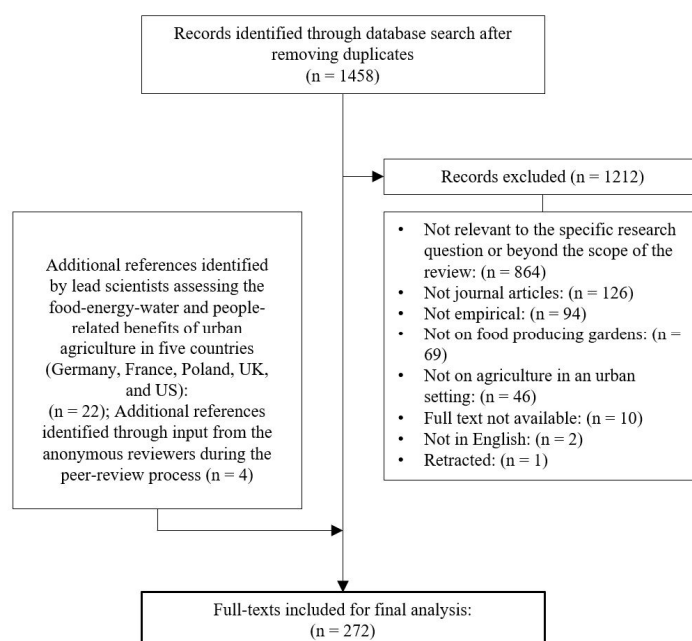 Records identified through database search after
removing duplicates
(n = 1458)
Records excluded (n = 1212)
• Not relevant to the specific research
question or beyond the scope of the
review: (n = 864)
• Not journal articles: (n = 126)
• Not empirical: (n = 94)
• Not on food producing gardens: (n =
69)
• Not on agriculture in an urban
setting: (n = 46)
• Full text not available: (n = 10)
• Not in English: (n = 2)
• Retracted: (n = 1)
Additional references identified
by lead scientists assessing the
food-energy-water and people-
related benefits of urban
agriculture in five countries
(Germany, France, Poland, UK,
and US):
(n = 22); Additional references
identified through input from the
anonymous reviewers during the
peer-review process (n = 4)
Full-texts included for final analysis:
(n = 272)